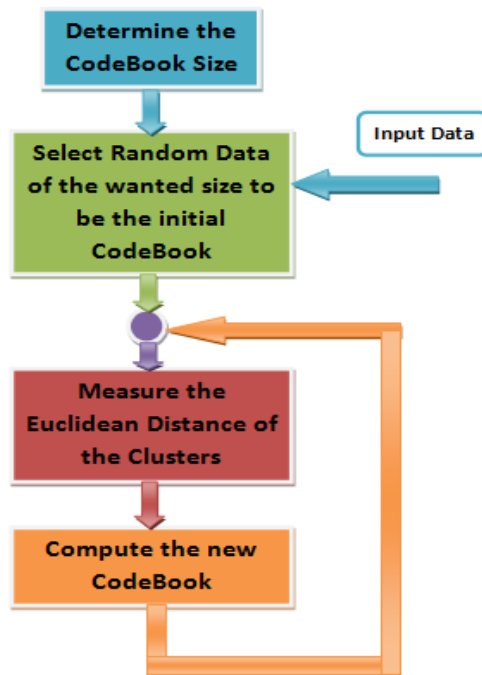 Determine the
CodeBook Size
Input Data
Select Random Data
of the wanted size to
be the initial
CodeBook
Measure the
Euclidean Distance of
the Clusters
Compute the new
CodeBook